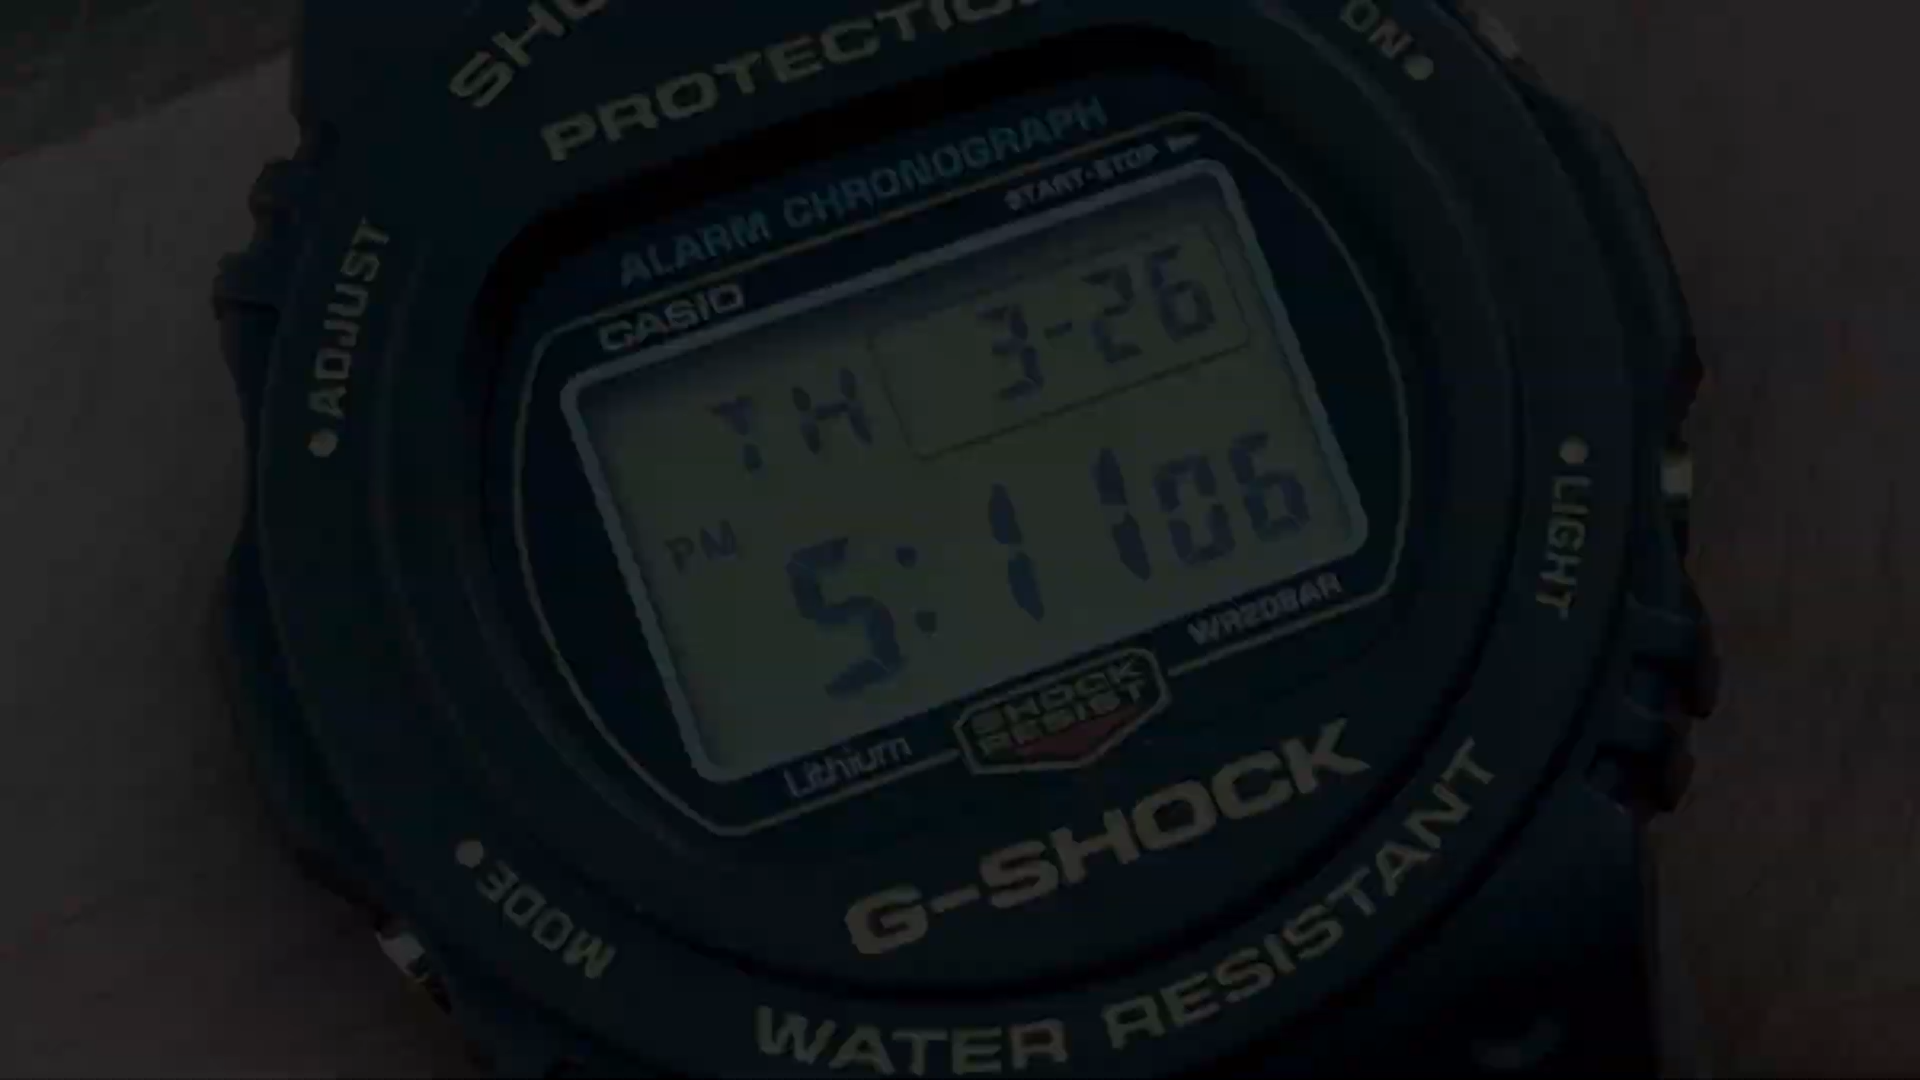 PROTECTION
ON
ALARM CHRONOGRAPH
START-STOP
CASIO
ADJUST
TH 3-26
PM 5:11 06
LIGHT
WR20BAR
SHOCK
RESIST
Lithium
G-SHOCK
MODE
WATER RESISTANT